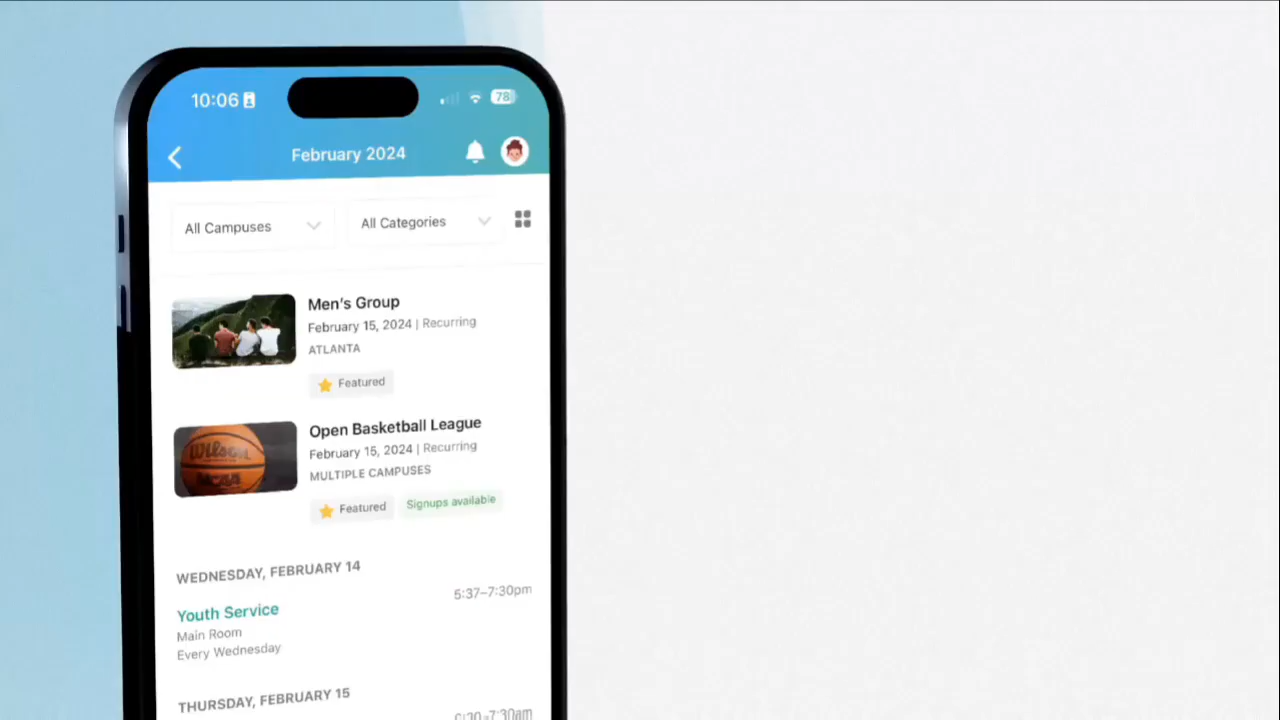 10:06
78
February 2024
All Campuses
All Categories
Men's Group
February 15, 2024 | Recurring
ATLANTA
Featured
Wilson
NCAA
Open Basketball League
February 15, 2024 | Recurring
MULTIPLE CAMPUSES
Featured
Signups available
WEDNESDAY, FEBRUARY 14
Youth Service
5:37–7:30pm
Main Room
Every Wednesday
THURSDAY, FEBRUARY 15